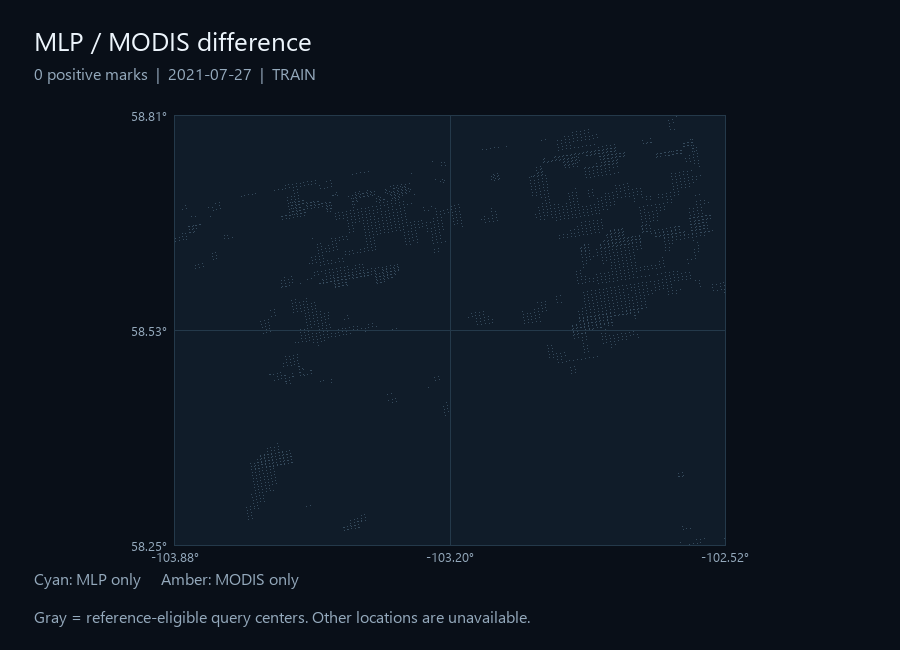 MLP / MODIS difference
0 positive marks | 2021-07-27 | TRAIN
58.81°
58.53°
58.25°
-103.88° -103.20° -102.52°
Cyan: MLP only Amber: MODIS only
Gray = reference-eligible query centers. Other locations are unavailable.